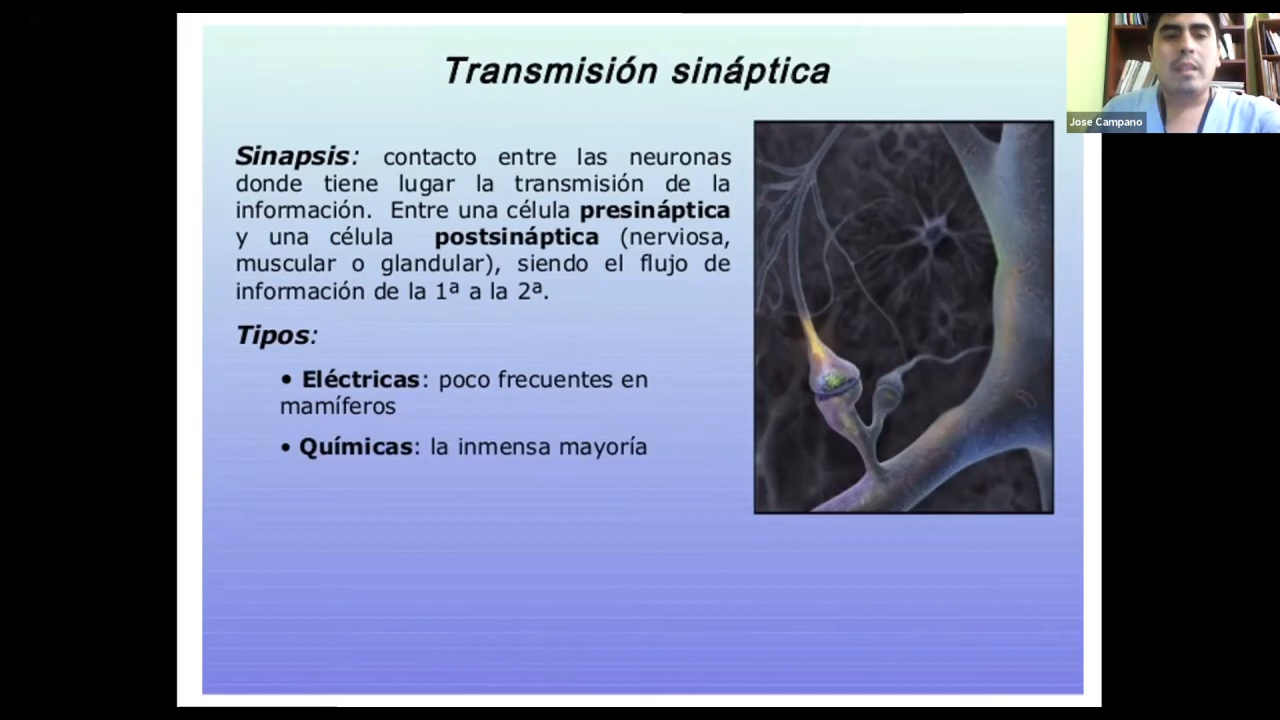 Transmisión sináptica
Jose Campano
Sinapsis: contacto entre las neuronas
donde tiene lugar la transmisión de la
información. Entre una célula presináptica
y una célula postsináptica (nerviosa,
muscular o glandular), siendo el flujo de
información de la 1ª a la 2ª.
Tipos:
• Eléctricas: poco frecuentes en
mamíferos
• Químicas: la inmensa mayoría